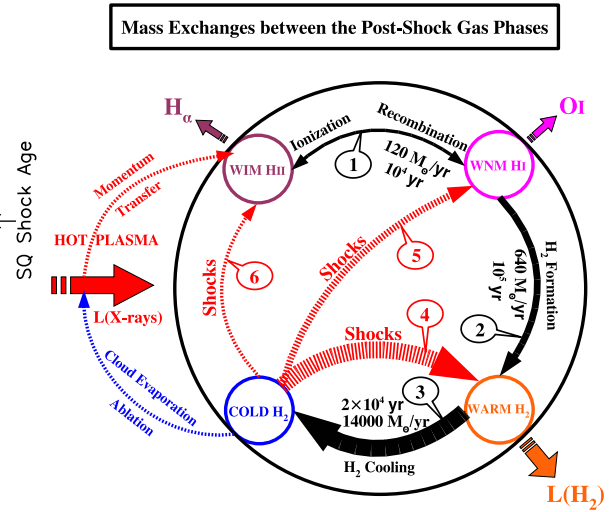 Mass Exchanges between the Post-Shock Gas Phases
Hα
OI
Ionization
Recombination
WIM HII
WNM HI
1
120 M⊙/yr
10⁴ yr
Momentum
Transfer
SQ Shock Age
HOT PLASMA
L(X-rays)
Shocks
6
Shocks
5
H₂ Formation
640 M⊙/yr
10⁵ yr
2
Shocks
4
Cloud Evaporation
Ablation
COLD H₂
WARM H₂
3
2×10⁴ yr
14000 M⊙/yr
H₂ Cooling
L(H₂)